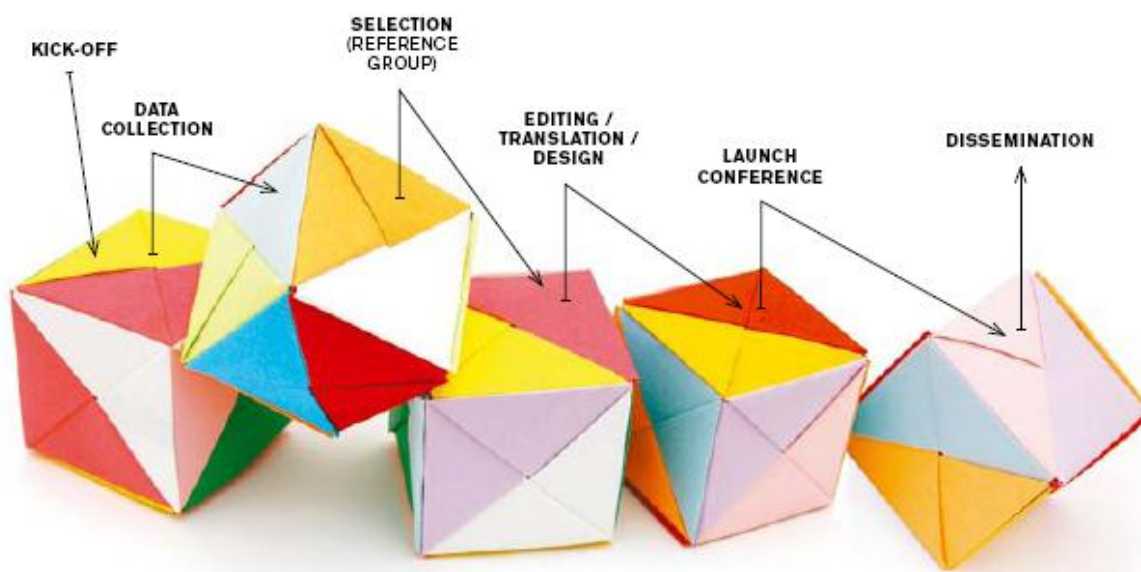 KICK-OFF
DATA
COLLECTION
SELECTION
(REFERENCE
GROUP)
EDITING /
TRANSLATION /
DESIGN
LAUNCH
CONFERENCE
DISSEMINATION